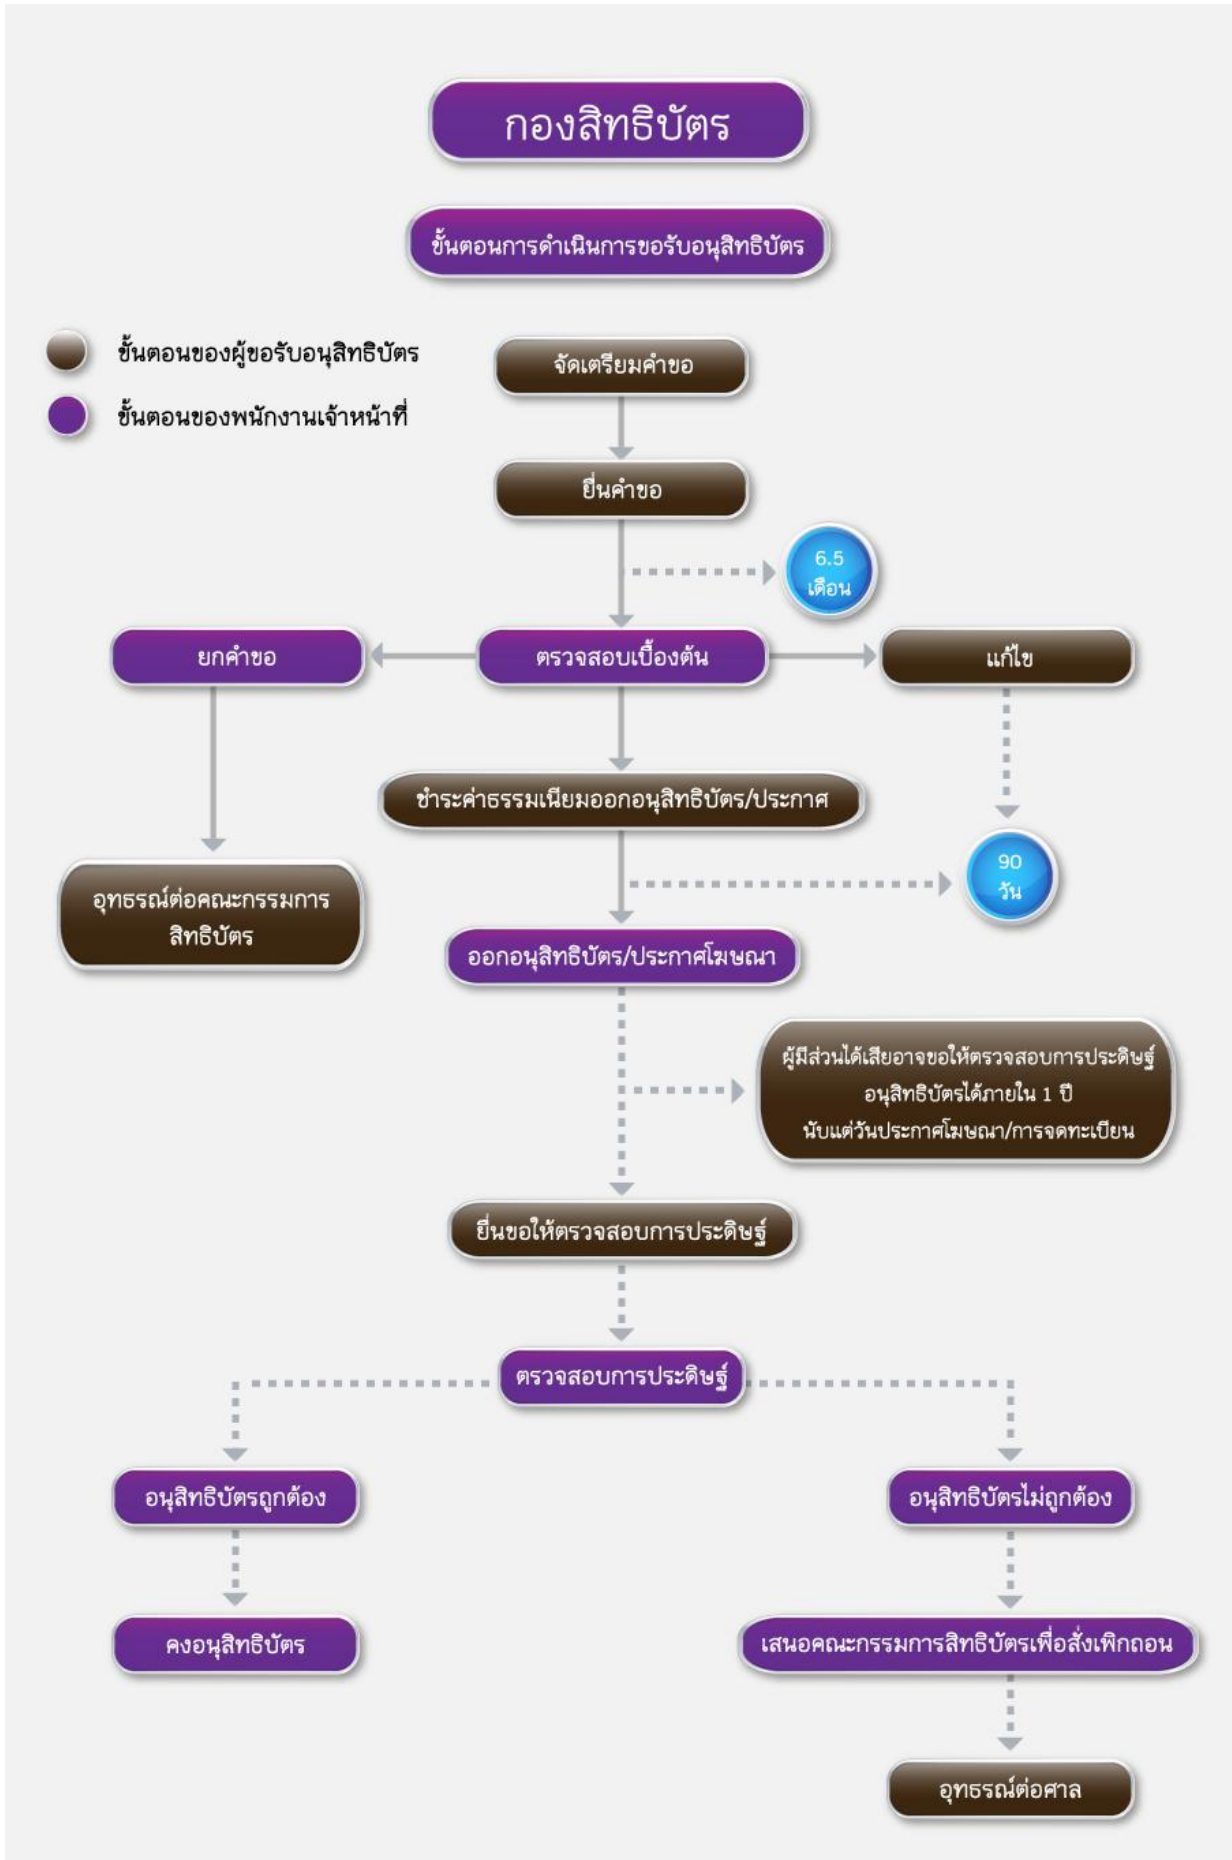 กองสิทธิบัตร
ขั้นตอนการดำเนินการขอรับอนุสิทธิบัตร
ขั้นตอนของผู้ขอรับอนุสิทธิบัตร
ขั้นตอนของพนักงานเจ้าหน้าที่
จัดเตรียมคำขอ
ยื่นคำขอ
6.5
เดือน
ยกคำขอ
ตรวจสอบเบื้องต้น
แก้ไข
ชำระค่าธรรมเนียมออกอนุสิทธิบัตร/ประกาศ
90
วัน
อุทธรณ์ต่อคณะกรรมการ
สิทธิบัตร
ออกอนุสิทธิบัตร/ประกาศโฆษณา
ผู้มีส่วนได้เสียอาจขอให้ตรวจสอบการประดิษฐ์
อนุสิทธิบัตรได้ภายใน 1 ปี
นับแต่วันประกาศโฆษณา/การจดทะเบียน
ยื่นขอให้ตรวจสอบการประดิษฐ์
ตรวจสอบการประดิษฐ์
อนุสิทธิบัตรถูกต้อง
อนุสิทธิบัตรไม่ถูกต้อง
คงอนุสิทธิบัตร
เสนอคณะกรรมการสิทธิบัตรเพื่อสั่งเพิกถอน
อุทธรณ์ต่อศาล